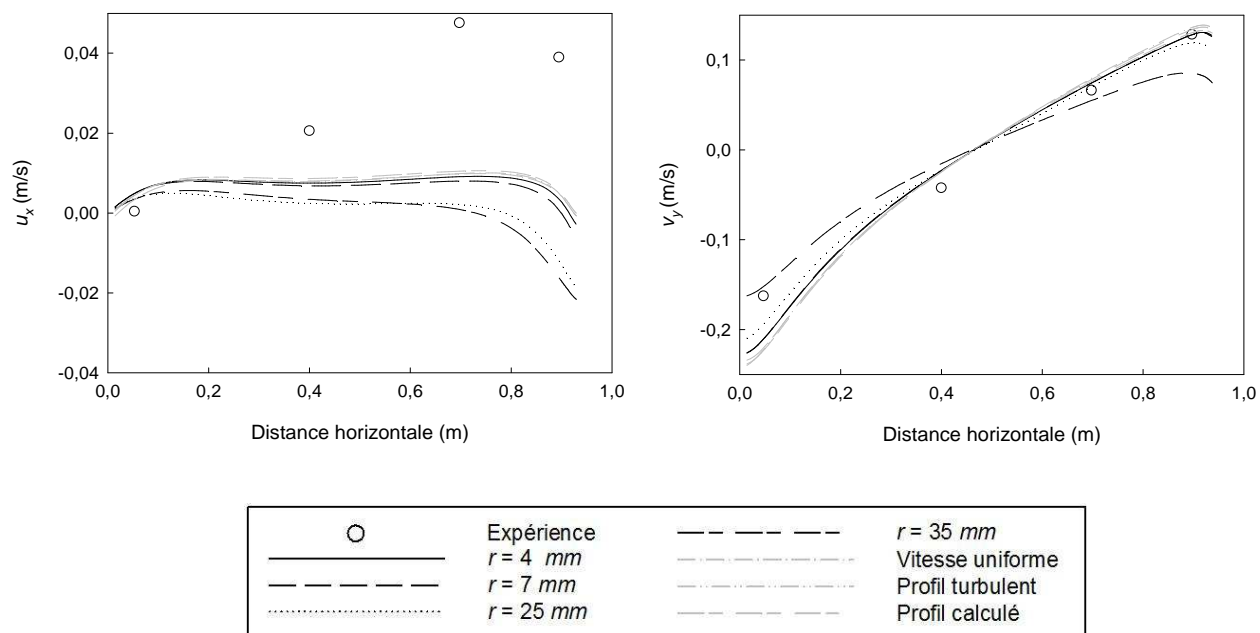 0,04
0,02
0,00
-0,02
-0,04
u_x (m/s)
0,0 0,2 0,4 0,6 0,8 1,0
Distance horizontale (m)
0,1
0,0
-0,1
-0,2
v_y (m/s)
0,0 0,2 0,4 0,6 0,8 1,0
Distance horizontale (m)
Expérience
r = 4 mm
r = 7 mm
r = 25 mm
r = 35 mm
Vitesse uniforme
Profil turbulent
Profil calculé